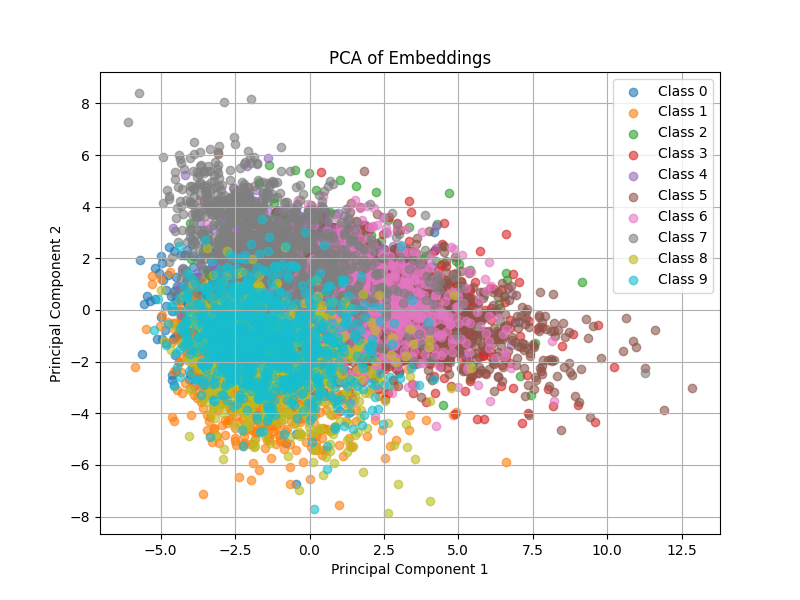 PCA of Embeddings
Class 0
Class 1
Class 2
Class 3
Class 4
Class 5
Class 6
Class 7
Class 8
Class 9
Principal Component 2
8
6
4
2
0
−2
−4
−6
−8
−5.0 −2.5 0.0 2.5 5.0 7.5 10.0 12.5
Principal Component 1